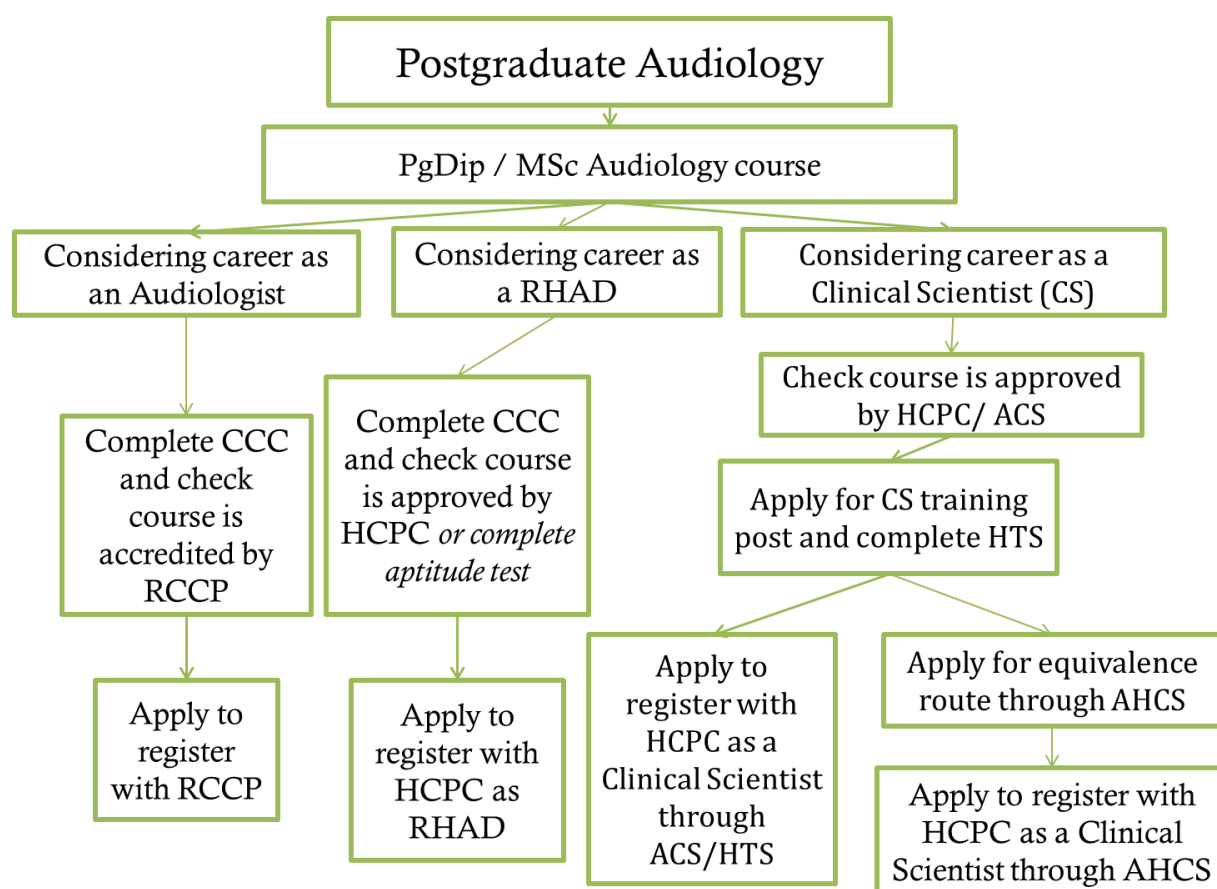 Postgraduate Audiology
PgDip / MSc Audiology course
Considering career as
an Audiologist
Considering career as
a RHAD
Considering career as a
Clinical Scientist (CS)
Complete CCC
and check
course is
accredited by
RCCP
Complete CCC
and check course
is approved by
HCPC or complete
aptitude test
Check course is approved
by HCPC/ ACS
Apply for CS training
post and complete HTS
Apply to
register
with RCCP
Apply to
register with
HCPC as
RHAD
Apply to
register with
HCPC as a
Clinical Scientist
through
ACS/HTS
Apply for equivalence
route through AHCS
Apply to register with
HCPC as a Clinical
Scientist through AHCS